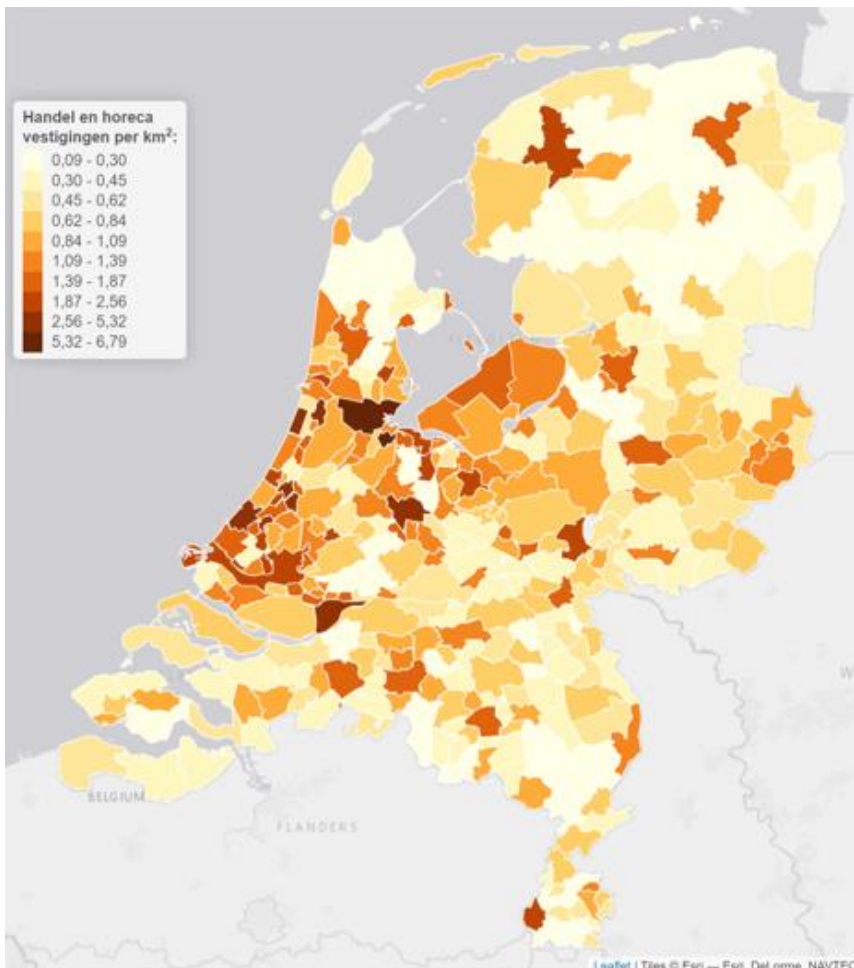 Handel en horeca
vestigingen per km²:
0,09 - 0,30
0,30 - 0,45
0,45 - 0,62
0,62 - 0,84
0,84 - 1,09
1,09 - 1,39
1,39 - 1,87
1,87 - 2,56
2,56 - 5,32
5,32 - 6,79
BELGIUM
FLANDERS
W
Leaflet | Tiles © Esri — Esri, DeLorme, NAVTEQ